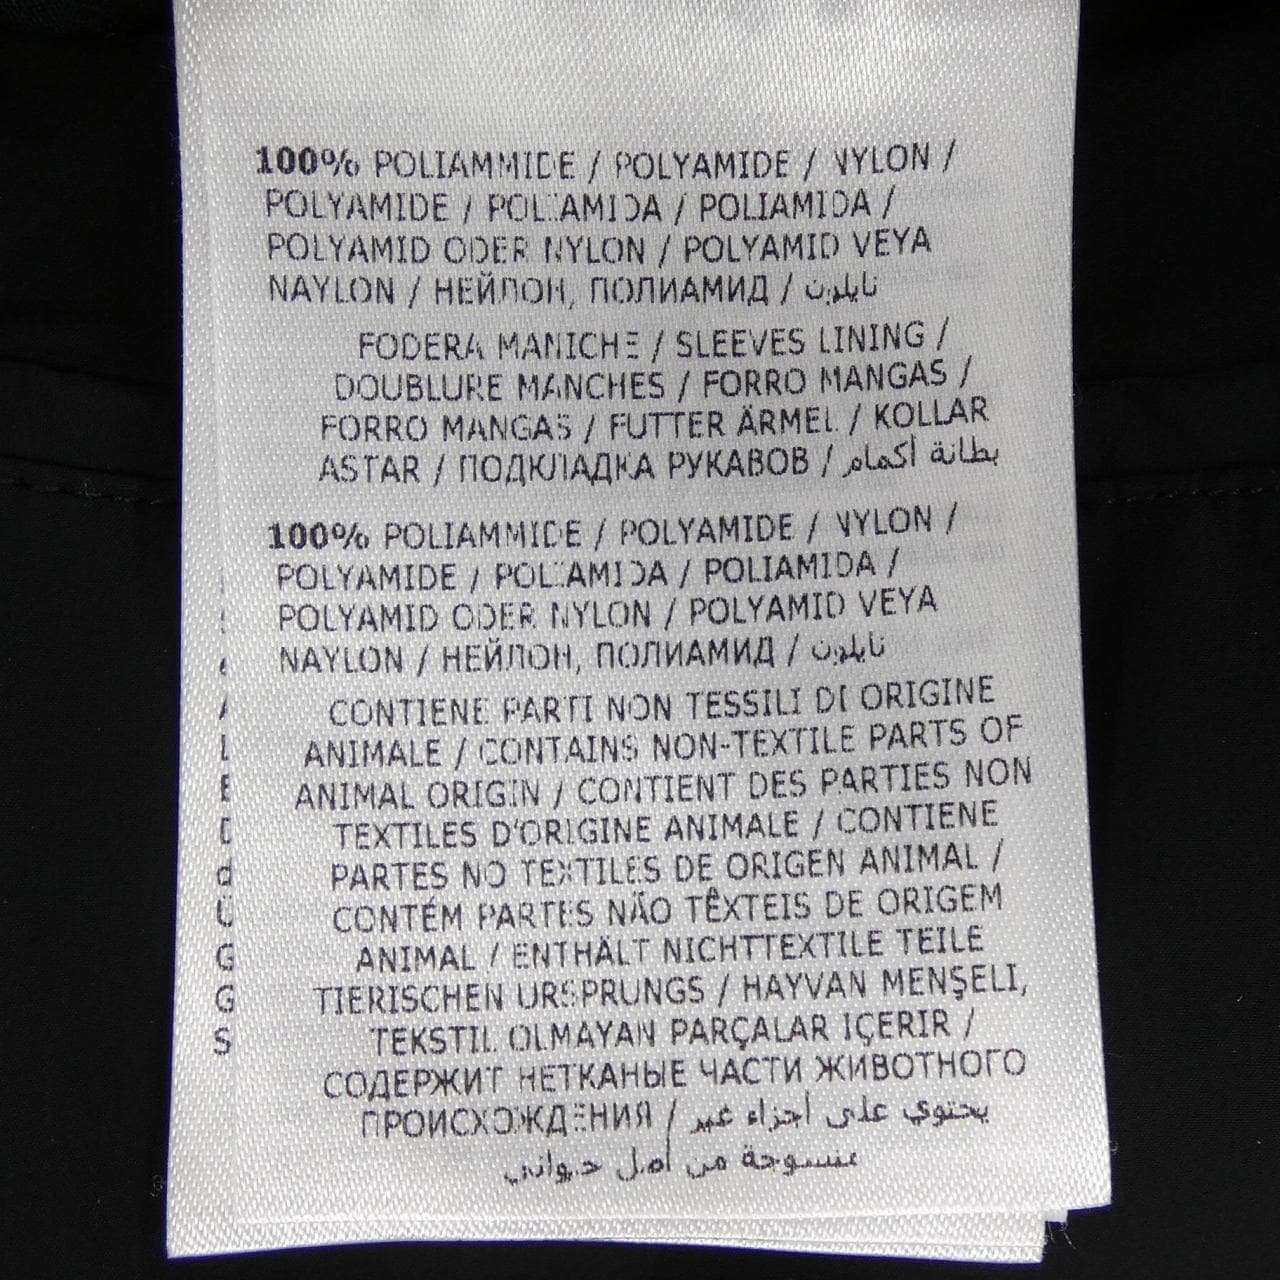 100% POLIAMMIDE / POLYAMIDE / NYLON /
POLYAMIDE / POLIAMIDA / POLIAMIDA /
POLYAMID ODER NYLON / POLYAMID VEYA
NAYLON / НЕЙЛОН, ПОЛИАМИД / نايلون
FODERA MANICHE / SLEEVES LINING /
DOUBLURE MANCHES / FORRO MANGAS /
FORRO MANGAS / FUTTER ÄRMEL / KOLLAR
ASTAR / ПОДКЛАДКА РУКАВОВ / بطانة أكمام
100% POLIAMMIDE / POLYAMIDE / NYLON /
POLYAMIDE / POLIAMIDA / POLIAMIDA /
POLYAMID ODER NYLON / POLYAMID VEYA
NAYLON / НЕЙЛОН, ПОЛИАМИД / نايلون
CONTIENE PARTI NON TESSILI DI ORIGINE
ANIMALE / CONTAINS NON-TEXTILE PARTS OF
ANIMAL ORIGIN / CONTIENT DES PARTIES NON
TEXTILES D'ORIGINE ANIMALE / CONTIENE
PARTES NO TEXTILES DE ORIGEN ANIMAL /
CONTÉM PARTES NÃO TÊXTEIS DE ORIGEM
ANIMAL / ENTHÄLT NICHTTEXTILE TEILE
TIERISCHEN URSPRUNGS / HAYVAN MENŞELI,
TEKSTIL OLMAYAN PARÇALAR IÇERIR /
СОДЕРЖИТ НЕТКАНЫЕ ЧАСТИ ЖИВОТНОГО
ПРОИСХОЖДЕНИЯ / يحتوي على أجزاء غير
منسوجة من أصل حيواني